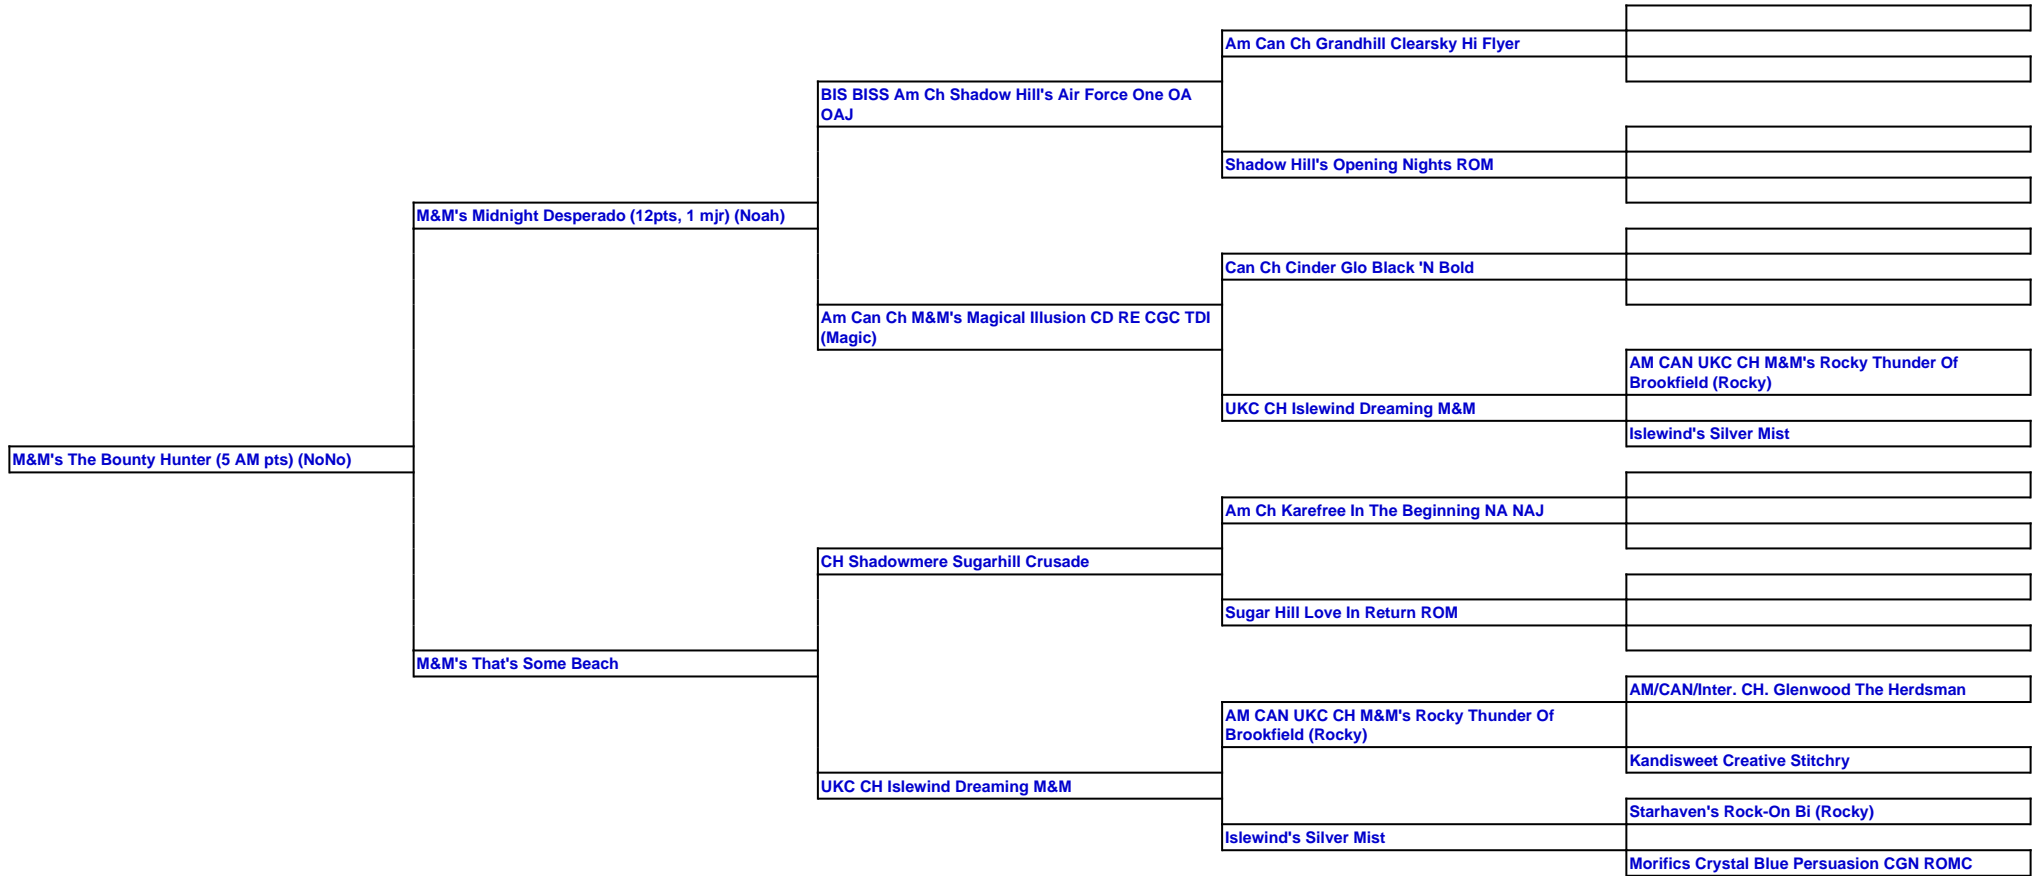 Am Can Ch Grandhill Clearsky Hi Flyer
BIS BISS Am Ch Shadow Hill's Air Force One OA
OAJ
Shadow Hill's Opening Nights ROM
M&M's Midnight Desperado (12pts, 1 mjr) (Noah)
Can Ch Cinder Glo Black 'N Bold
Am Can Ch M&M's Magical Illusion CD RE CGC TDI
(Magic)
AM CAN UKC CH M&M's Rocky Thunder Of
Brookfield (Rocky)
UKC CH Islewind Dreaming M&M
Islewind's Silver Mist
M&M's The Bounty Hunter (5 AM pts) (NoNo)
Am Ch Karefree In The Beginning NA NAJ
CH Shadowmere Sugarhill Crusade
Sugar Hill Love In Return ROM
M&M's That's Some Beach
AM/CAN/Inter. CH. Glenwood The Herdsman
AM CAN UKC CH M&M's Rocky Thunder Of
Brookfield (Rocky)
Kandisweet Creative Stitchry
UKC CH Islewind Dreaming M&M
Starhaven's Rock-On Bi (Rocky)
Islewind's Silver Mist
Morifics Crystal Blue Persuasion CGN ROMC